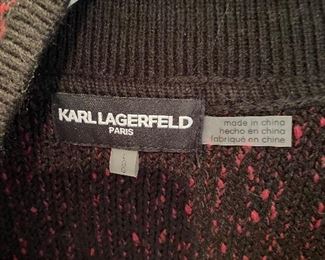 KARL LAGERFELD
PARIS
made in china
hecho en china
fabriqué en chine